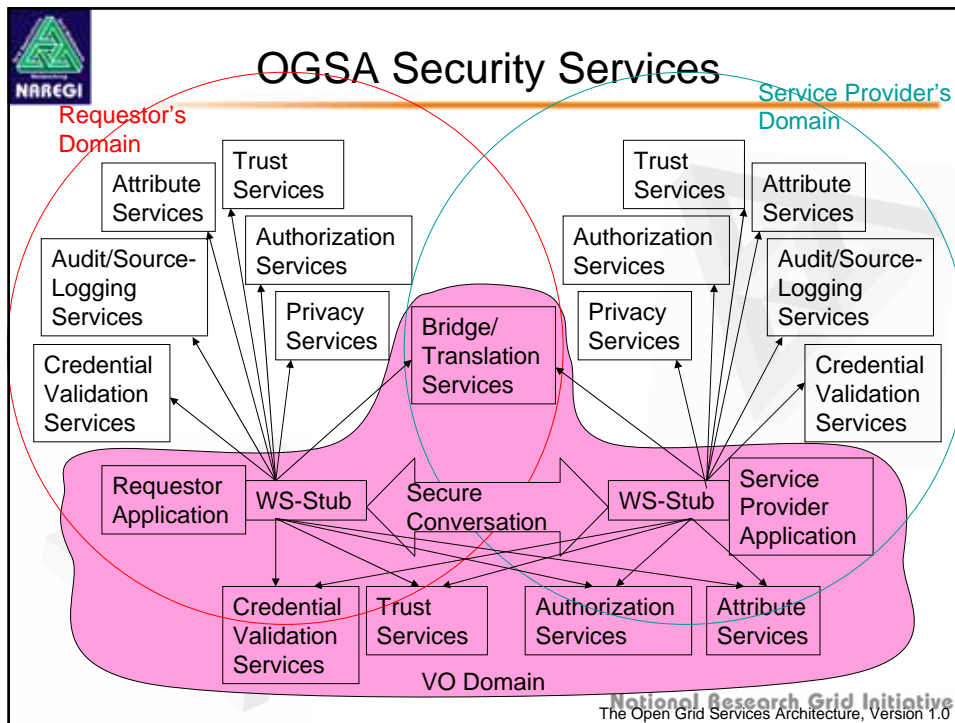 NAREGI
OGSA Security Services
Requestor's
Domain
Service Provider's
Domain
Trust
Services
Attribute
Services
Authorization
Services
Audit/Source-
Logging
Services
Privacy
Services
Credential
Validation
Services
Bridge/
Translation
Services
Trust
Services
Attribute
Services
Authorization
Services
Audit/Source-
Logging
Services
Privacy
Services
Credential
Validation
Services
Requestor
Application
WS-Stub
Secure
Conversation
WS-Stub
Service
Provider
Application
Credential
Validation
Services
Trust
Services
Authorization
Services
Attribute
Services
VO Domain
National Research Grid Initiative
The Open Grid Services Architecture, Version 1.0